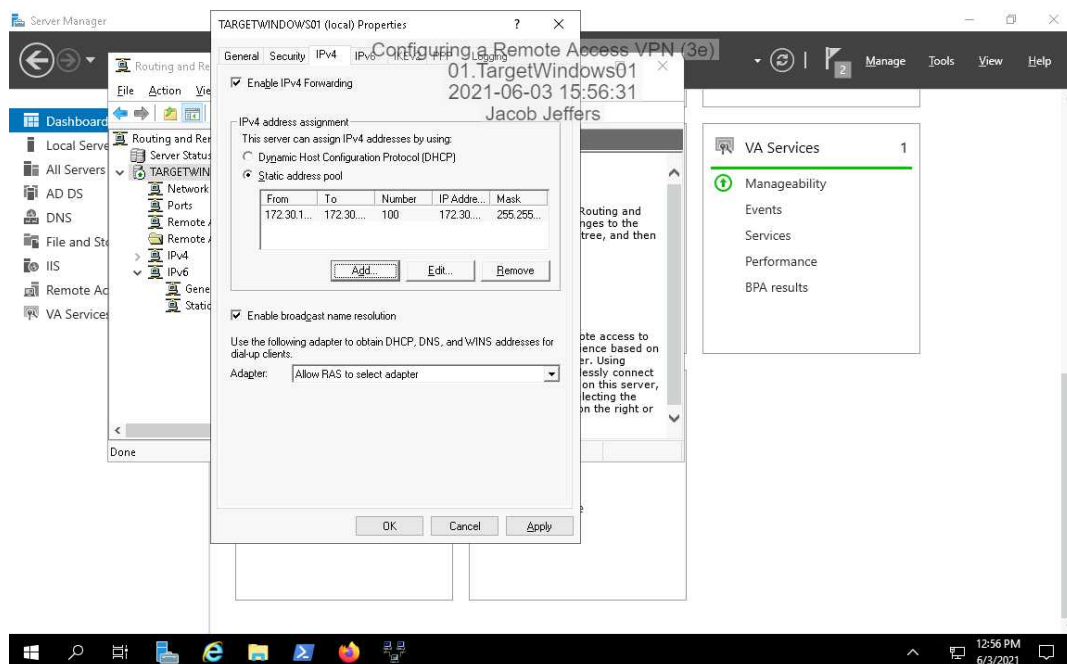 Server Manager
Manage Tools View Help
2
Configuring a Remote Access VPN (3e)
01.TargetWindows01
2021-06-03 15:56:31
Jacob Jeffers
Dashboard
Local Serve
All Servers
AD DS
DNS
File and Sto
IIS
Remote Ac
VA Services
Routing and Re
File Action Vie
Routing and Rer
Server Status
TARGETWIN
Network
Ports
Remote
Remote
IPv4
IPv6
Gene
Static
Done
TARGETWINDOWS01 (local) Properties
General Security IPv4 IPv6 IKEv2 PPP Logging
Enable IPv4 Forwarding
IPv4 address assignment
This server can assign IPv4 addresses by using:
Dynamic Host Configuration Protocol (DHCP)
Static address pool
From To Number IP Addre... Mask
172.30.1... 172.30.... 100 172.30.... 255.255...
Add... Edit... Remove
Enable broadcast name resolution
Use the following adapter to obtain DHCP, DNS, and WINS addresses for
dial-up clients.
Adapter: Allow RAS to select adapter
OK Cancel Apply
Routing and
nges to the
tree, and then
ote access to
ience based on
er. Using
lessly connect
on this server,
lecting the
on the right or
VA Services 1
Manageability
Events
Services
Performance
BPA results
12:56 PM
6/3/2021